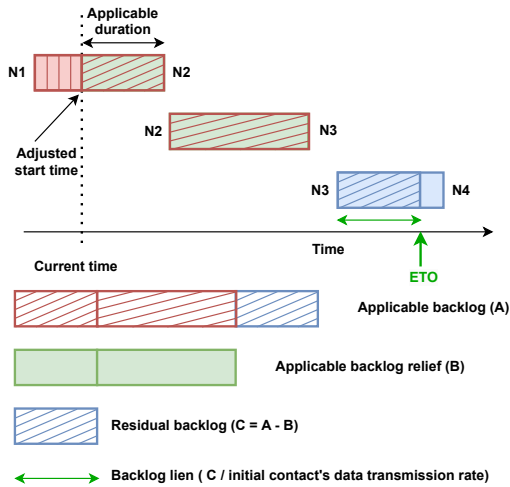 Applicable
duration
N1
N2
N2
N3
Adjusted
start time
N3
N4
Time
Current time
ETO
Applicable backlog (A)
Applicable backlog relief (B)
Residual backlog (C = A - B)
Backlog lien ( C / initial contact's data transmission rate)